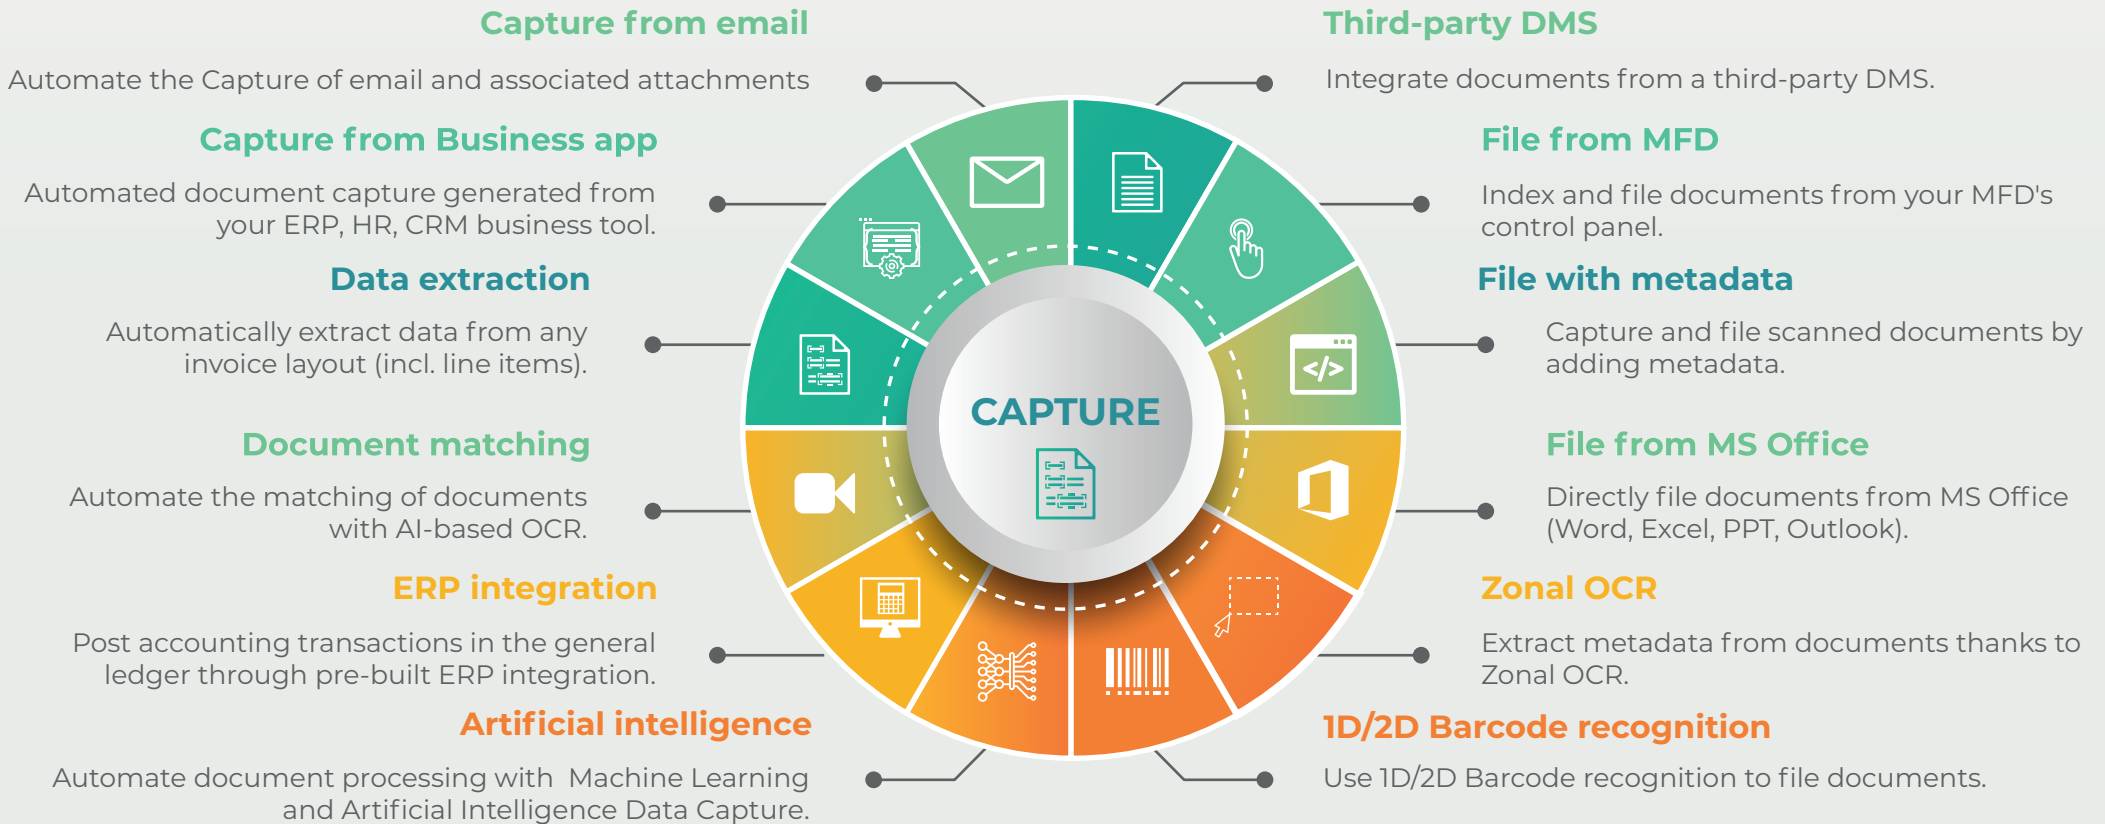 Capture from email
Automate the Capture of email and associated attachments
Capture from Business app
Automated document capture generated from
your ERP, HR, CRM business tool.
Data extraction
Automatically extract data from any
invoice layout (incl. line items).
Document matching
Automate the matching of documents
with AI-based OCR.
ERP integration
Post accounting transactions in the general
ledger through pre-built ERP integration.
Artificial intelligence
Automate document processing with Machine Learning
and Artificial Intelligence Data Capture.
CAPTURE
</>
Third-party DMS
Integrate documents from a third-party DMS.
File from MFD
Index and file documents from your MFD's
control panel.
File with metadata
Capture and file scanned documents by
adding metadata.
File from MS Office
Directly file documents from MS Office
(Word, Excel, PPT, Outlook).
Zonal OCR
Extract metadata from documents thanks to
Zonal OCR.
1D/2D Barcode recognition
Use 1D/2D Barcode recognition to file documents.